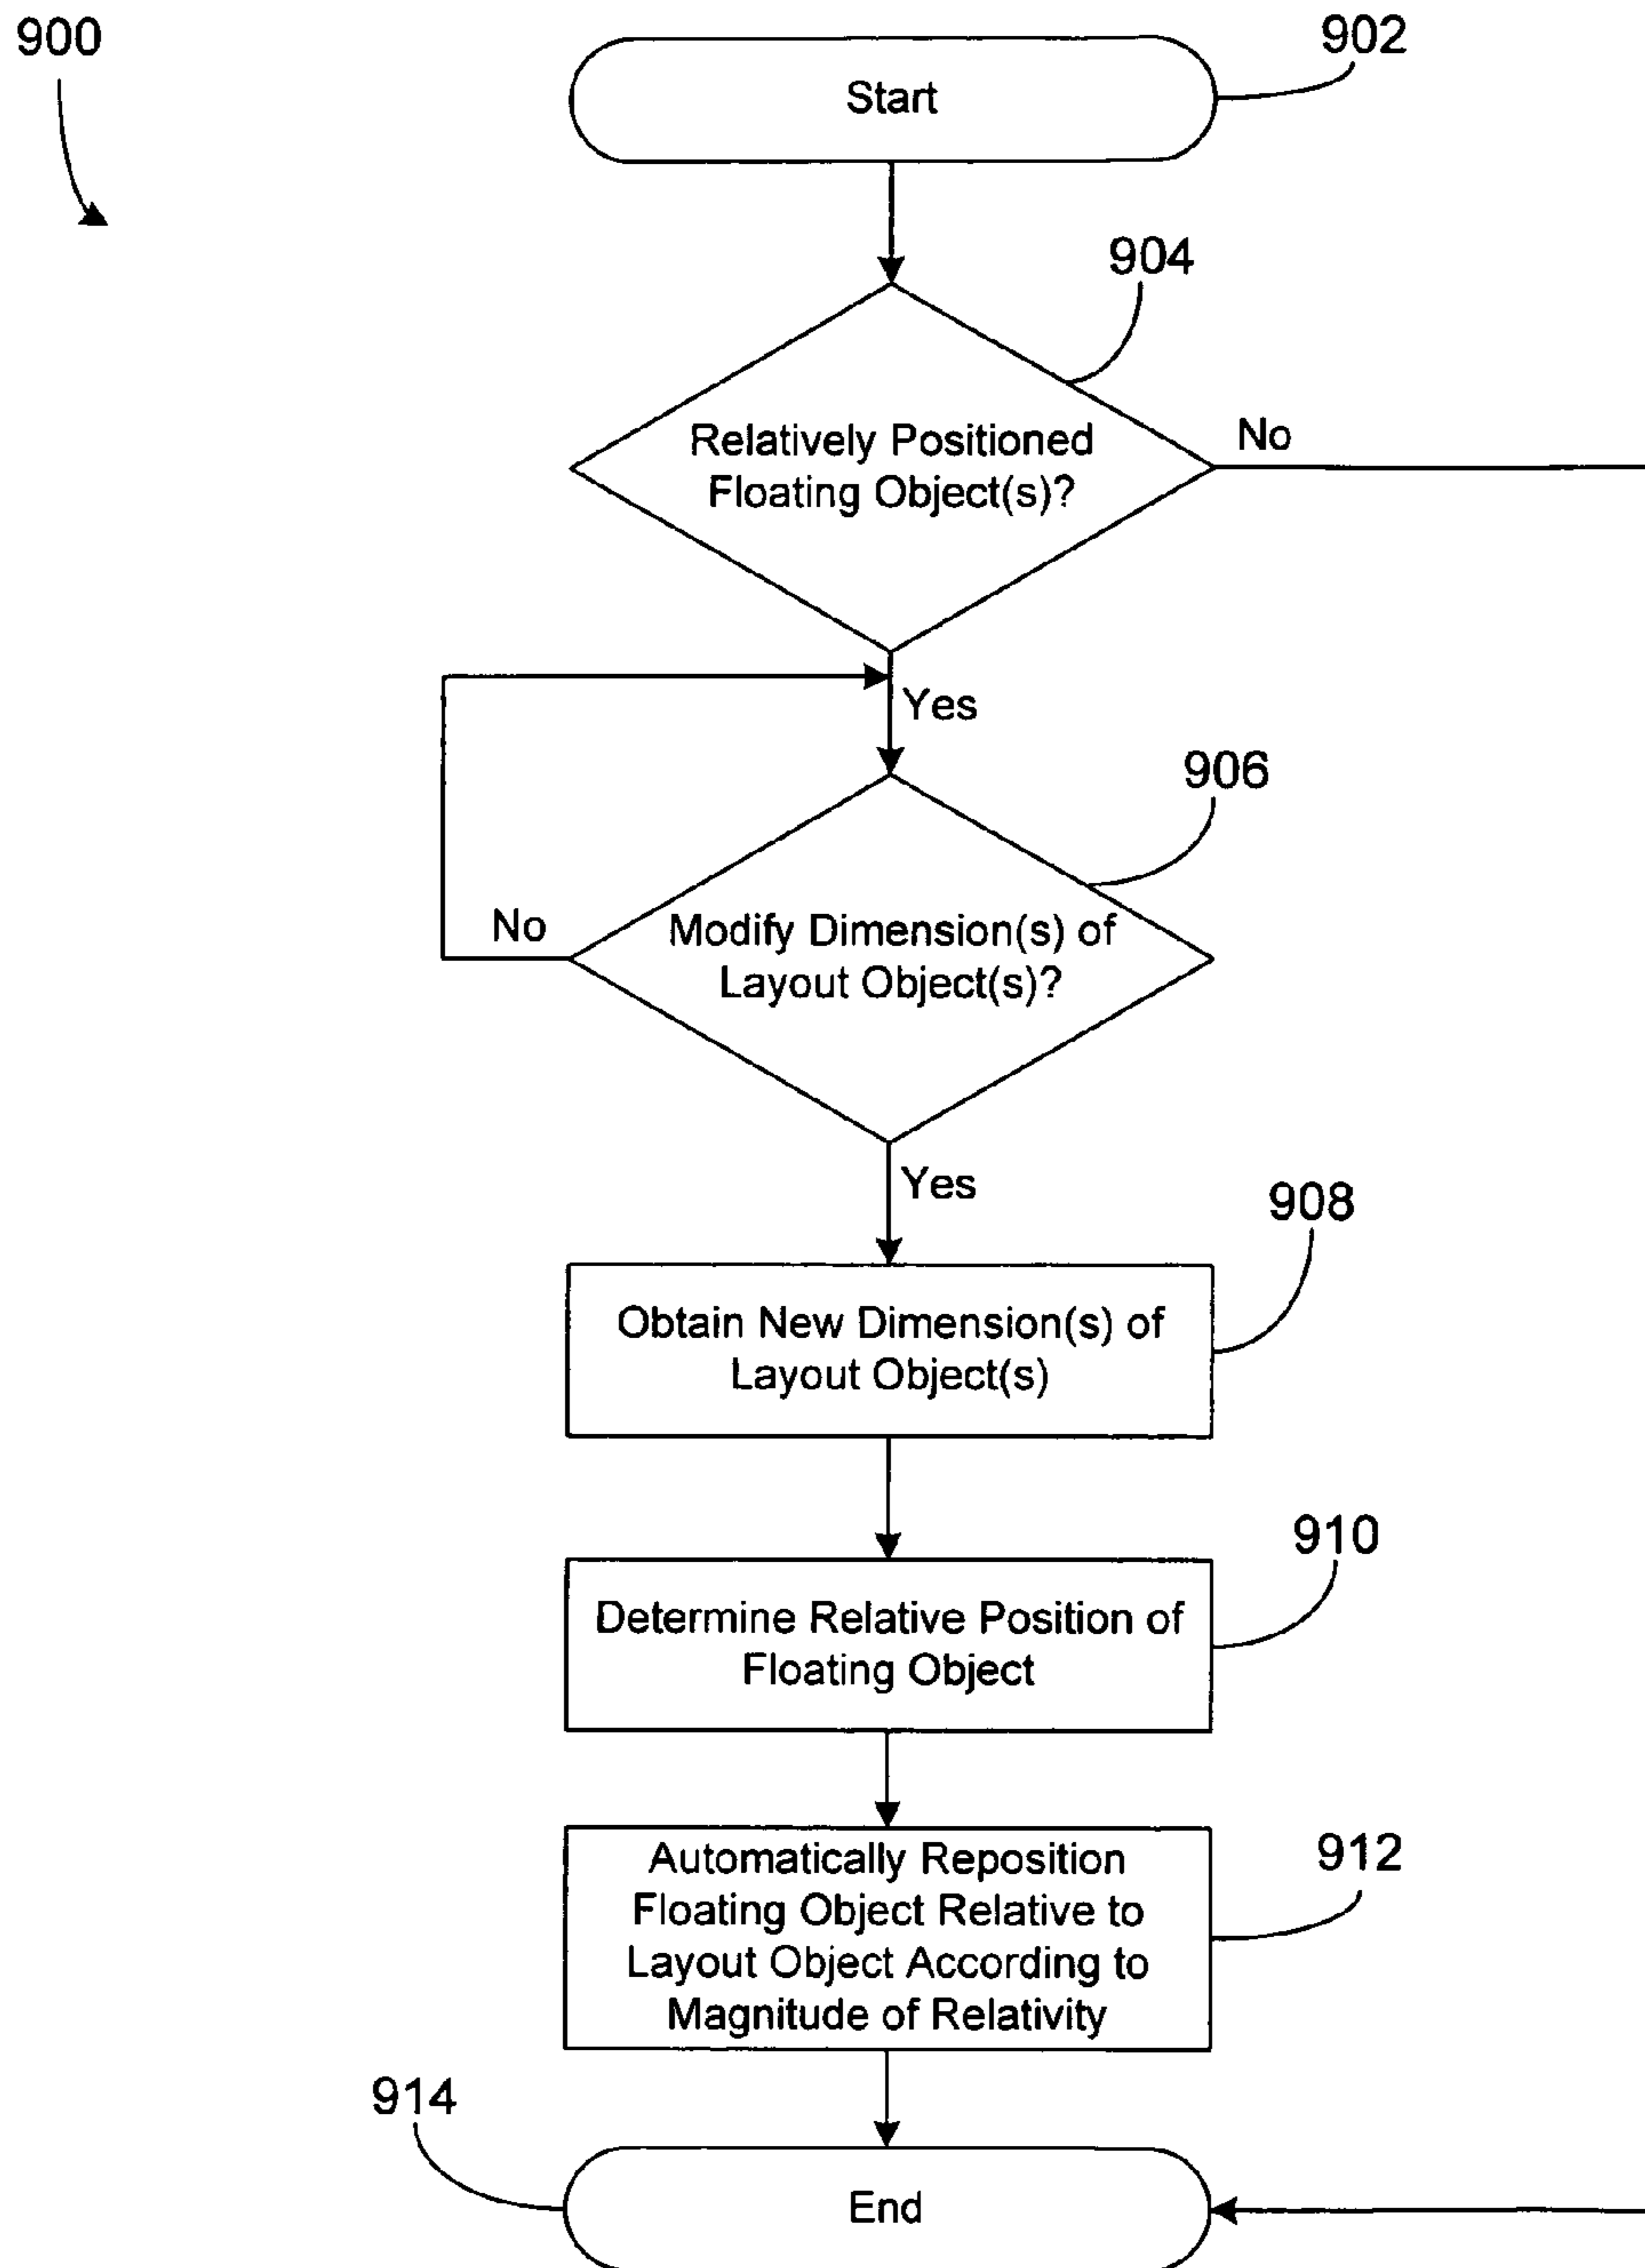 900
902
Start
904
Relatively Positioned
Floating Object(s)?
No
Yes
906
Modify Dimension(s) of
Layout Object(s)?
No
Yes
908
Obtain New Dimension(s) of
Layout Object(s)
910
Determine Relative Position of
Floating Object
912
Automatically Reposition
Floating Object Relative to
Layout Object According to
Magnitude of Relativity
914
End